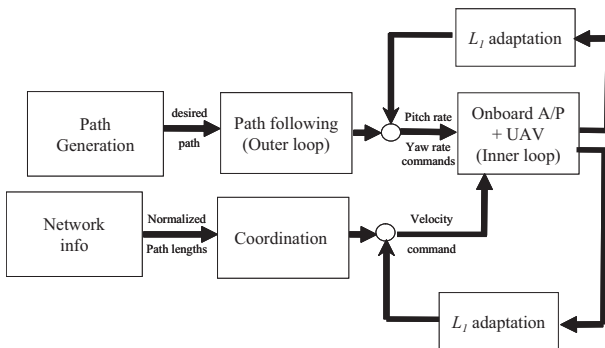 L1 adaptation
Path
Generation
desired
path
Path following
(Outer loop)
Pitch rate
Yaw rate
commands
Onboard A/P
+ UAV
(Inner loop)
Network
info
Normalized
Path lengths
Coordination
Velocity
command
L1 adaptation